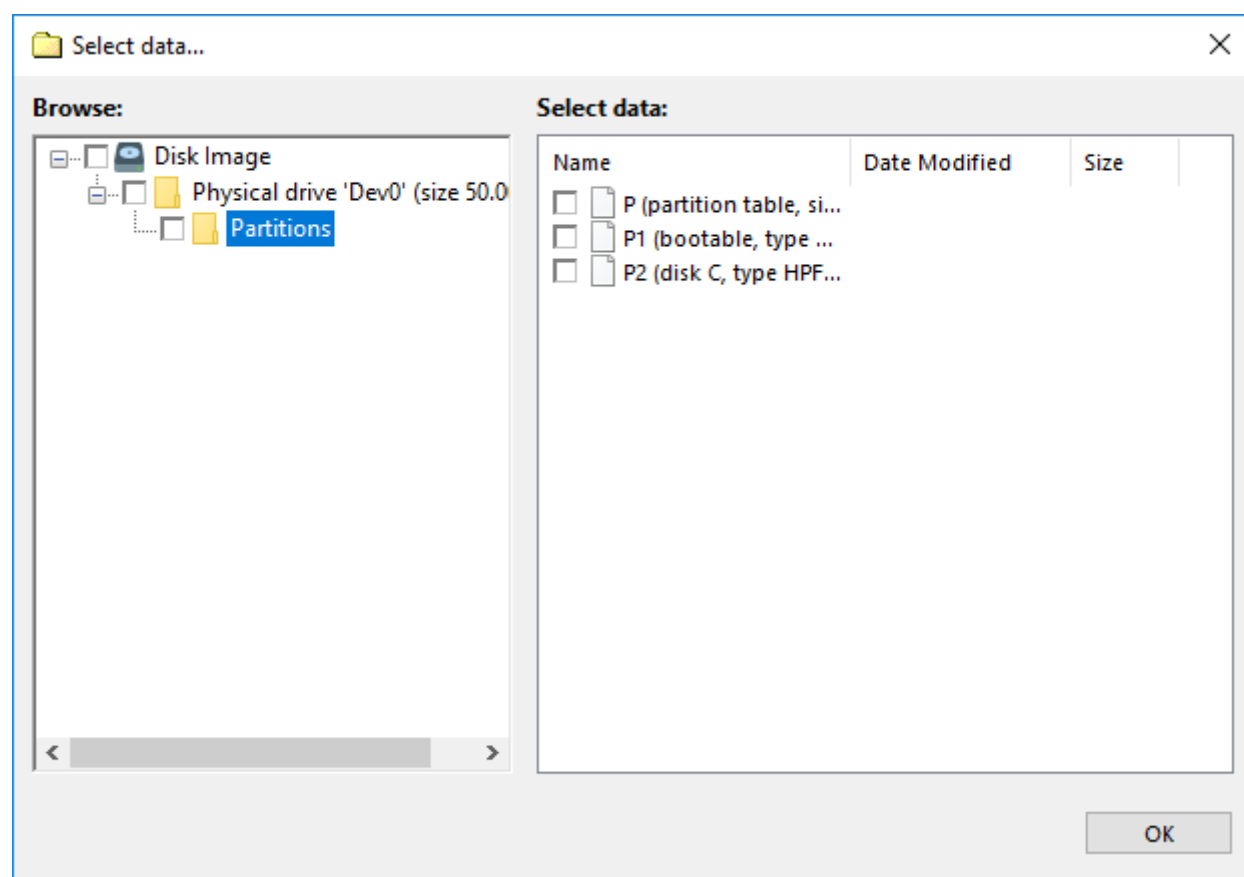 Select data...
Browse:
Select data:
Disk Image
Physical drive 'Dev0' (size 50.0
Partitions
Name Date Modified Size
P (partition table, si...
P1 (bootable, type ...
P2 (disk C, type HPF...
OK